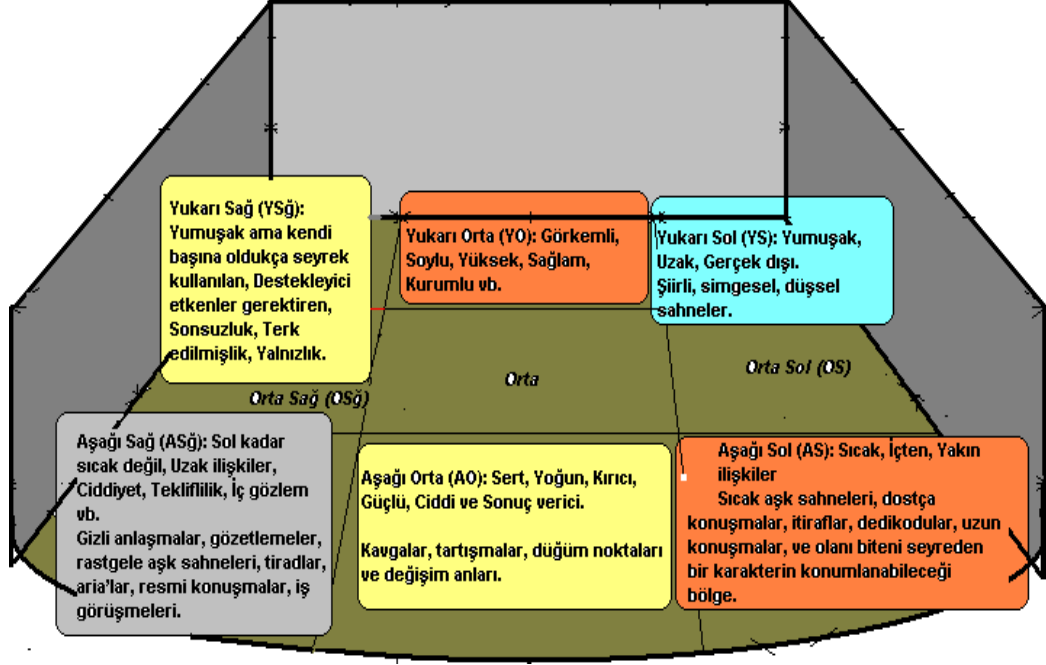 Yukarı Sağ (YSğ):
Yumuşak ama kendi
başına oldukça seyrek
kullanılan, Destekleyici
etkenler gerektiren,
Sonsuzluk, Terk
edilmişlik, Yalnızlık.
Yukarı Orta (YO): Görkemli,
Soylu, Yüksek, Sağlam,
Kurumlu vb.
Yukarı Sol (YS): Yumuşak,
Uzak, Gerçek dışı.
Şiirli, simgesel, düşsel
sahneler.
Orta Sağ (OSğ)
Orta
Orta Sol (OS)
Aşağı Sağ (ASğ): Sol kadar
sıcak değil, Uzak ilişkiler,
Ciddiyet, Tekliflilik, İç gözlem
vb.
Gizli anlaşmalar, gözetlemeler,
rastgele aşk sahneleri, tiradlar,
aria'lar, resmi konuşmalar, iş
görüşmeleri.
Aşağı Orta (AO): Sert, Yoğun, Kırıcı,
Güçlü, Ciddi ve Sonuç verici.
Kavgalar, tartışmalar, düğüm noktaları
ve değişim anları.
Aşağı Sol (AS): Sıcak, İçten, Yakın
ilişkiler
Sıcak aşk sahneleri, dostça
konuşmalar, itiraflar, dedikodular, uzun
konuşmalar, ve olanı biteni seyreden
bir karakterin konumlanabileceği
bölge.